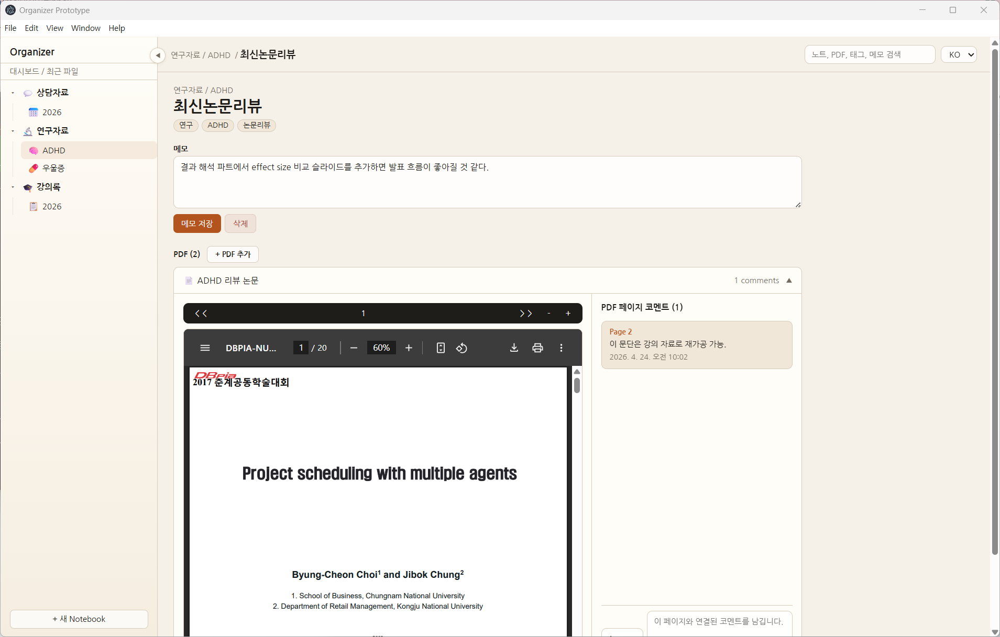 Organizer Prototype
File Edit View Window Help
Organizer
대시보드 / 최근 파일
상담자료
2026
연구자료
ADHD
우울증
강의록
2026
+ 새 Notebook
연구자료 / ADHD / 최신논문리뷰
노트, PDF, 태그, 메모 검색
KO
연구자료 / ADHD
최신논문리뷰
연구 ADHD 논문리뷰
메모
결과 해석 파트에서 effect size 비교 슬라이드를 추가하면 발표 흐름이 좋아질 것 같다.
메모 저장 삭제
PDF (2) + PDF 추가
ADHD 리뷰 논문
1 comments
<< 1 >> - +
DBPIA-NU... 1 / 20 60%
DBpia
2017 춘계공동학술대회
Project scheduling with multiple agents
Byung-Cheon Choi1 and Jibok Chung2
1. School of Business, Chungnam National University
2. Department of Retail Management, Kongju National University
PDF 페이지 코멘트 (1)
Page 2
이 문단은 강의 자료로 재가공 가능.
2026. 4. 24. 오전 10:02
이 페이지와 연결된 코멘트를 남깁니다.